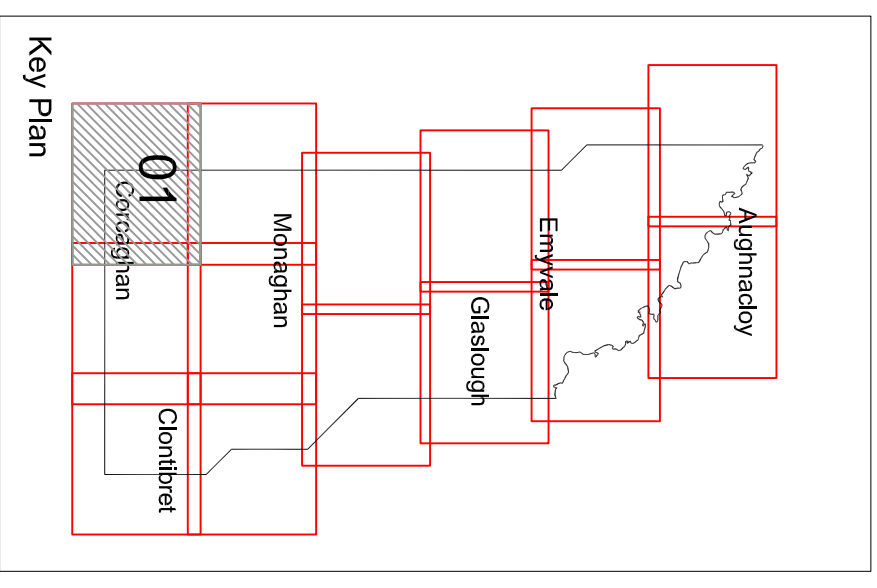 Key Plan
Aughnacloy
Emyvale
Glaslough
Monaghan
Clontibret
01
Corcaghan